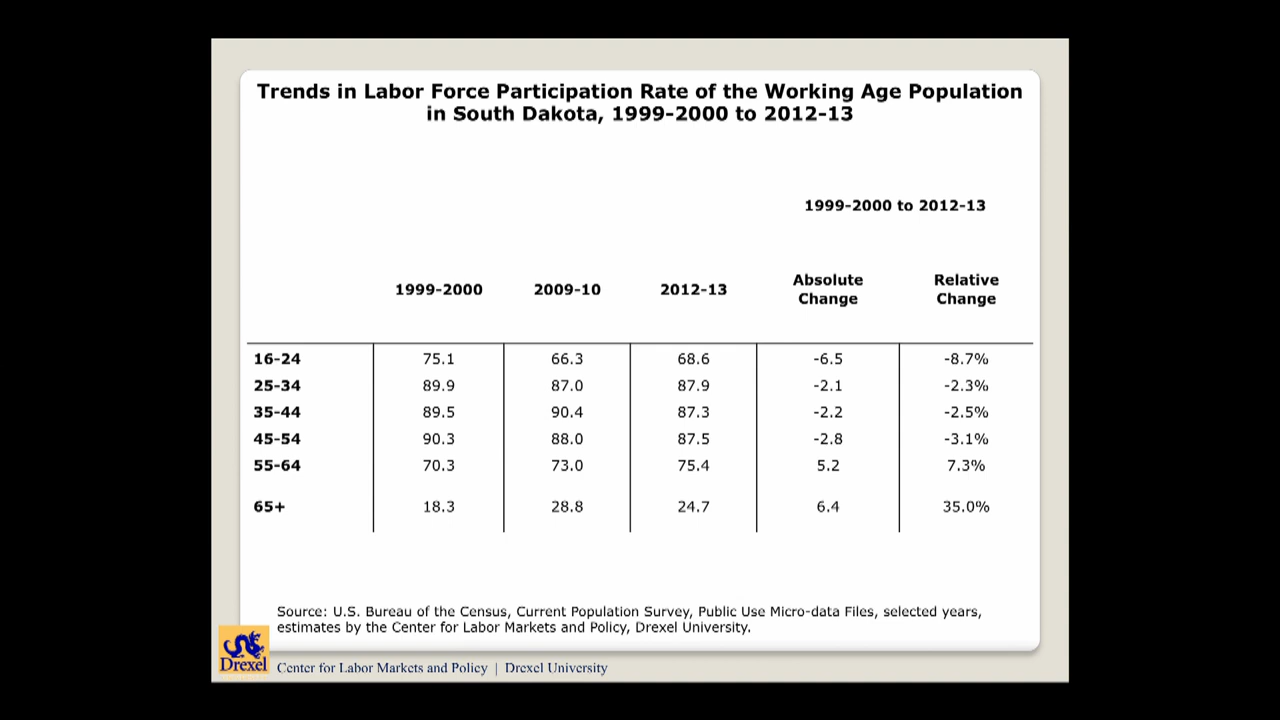 Trends in Labor Force Participation Rate of the Working Age Population
in South Dakota, 1999-2000 to 2012-13
1999-2000 to 2012-13
1999-2000 2009-10 2012-13 Absolute Change Relative Change
16-24 75.1 66.3 68.6 -6.5 -8.7%
25-34 89.9 87.0 87.9 -2.1 -2.3%
35-44 89.5 90.4 87.3 -2.2 -2.5%
45-54 90.3 88.0 87.5 -2.8 -3.1%
55-64 70.3 73.0 75.4 5.2 7.3%
65+ 18.3 28.8 24.7 6.4 35.0%
Source: U.S. Bureau of the Census, Current Population Survey, Public Use Micro-data Files, selected years,
estimates by the Center for Labor Markets and Policy, Drexel University.
Drexel
Center for Labor Markets and Policy | Drexel University